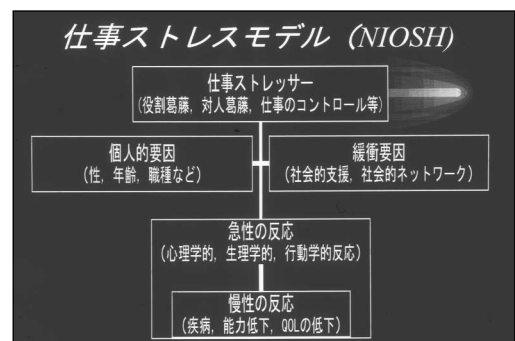 仕事ストレスモデル（NIOSH)
仕事ストレッサー
(役割葛藤, 対人葛藤, 仕事のコントロール等)
個人的要因
(性, 年齢, 職種など)
緩衝要因
(社会的支援, 社会的ネットワーク)
急性の反応
(心理学的, 生理学的, 行動学的反応)
慢性の反応
(疾病, 能力低下, QOLの低下)